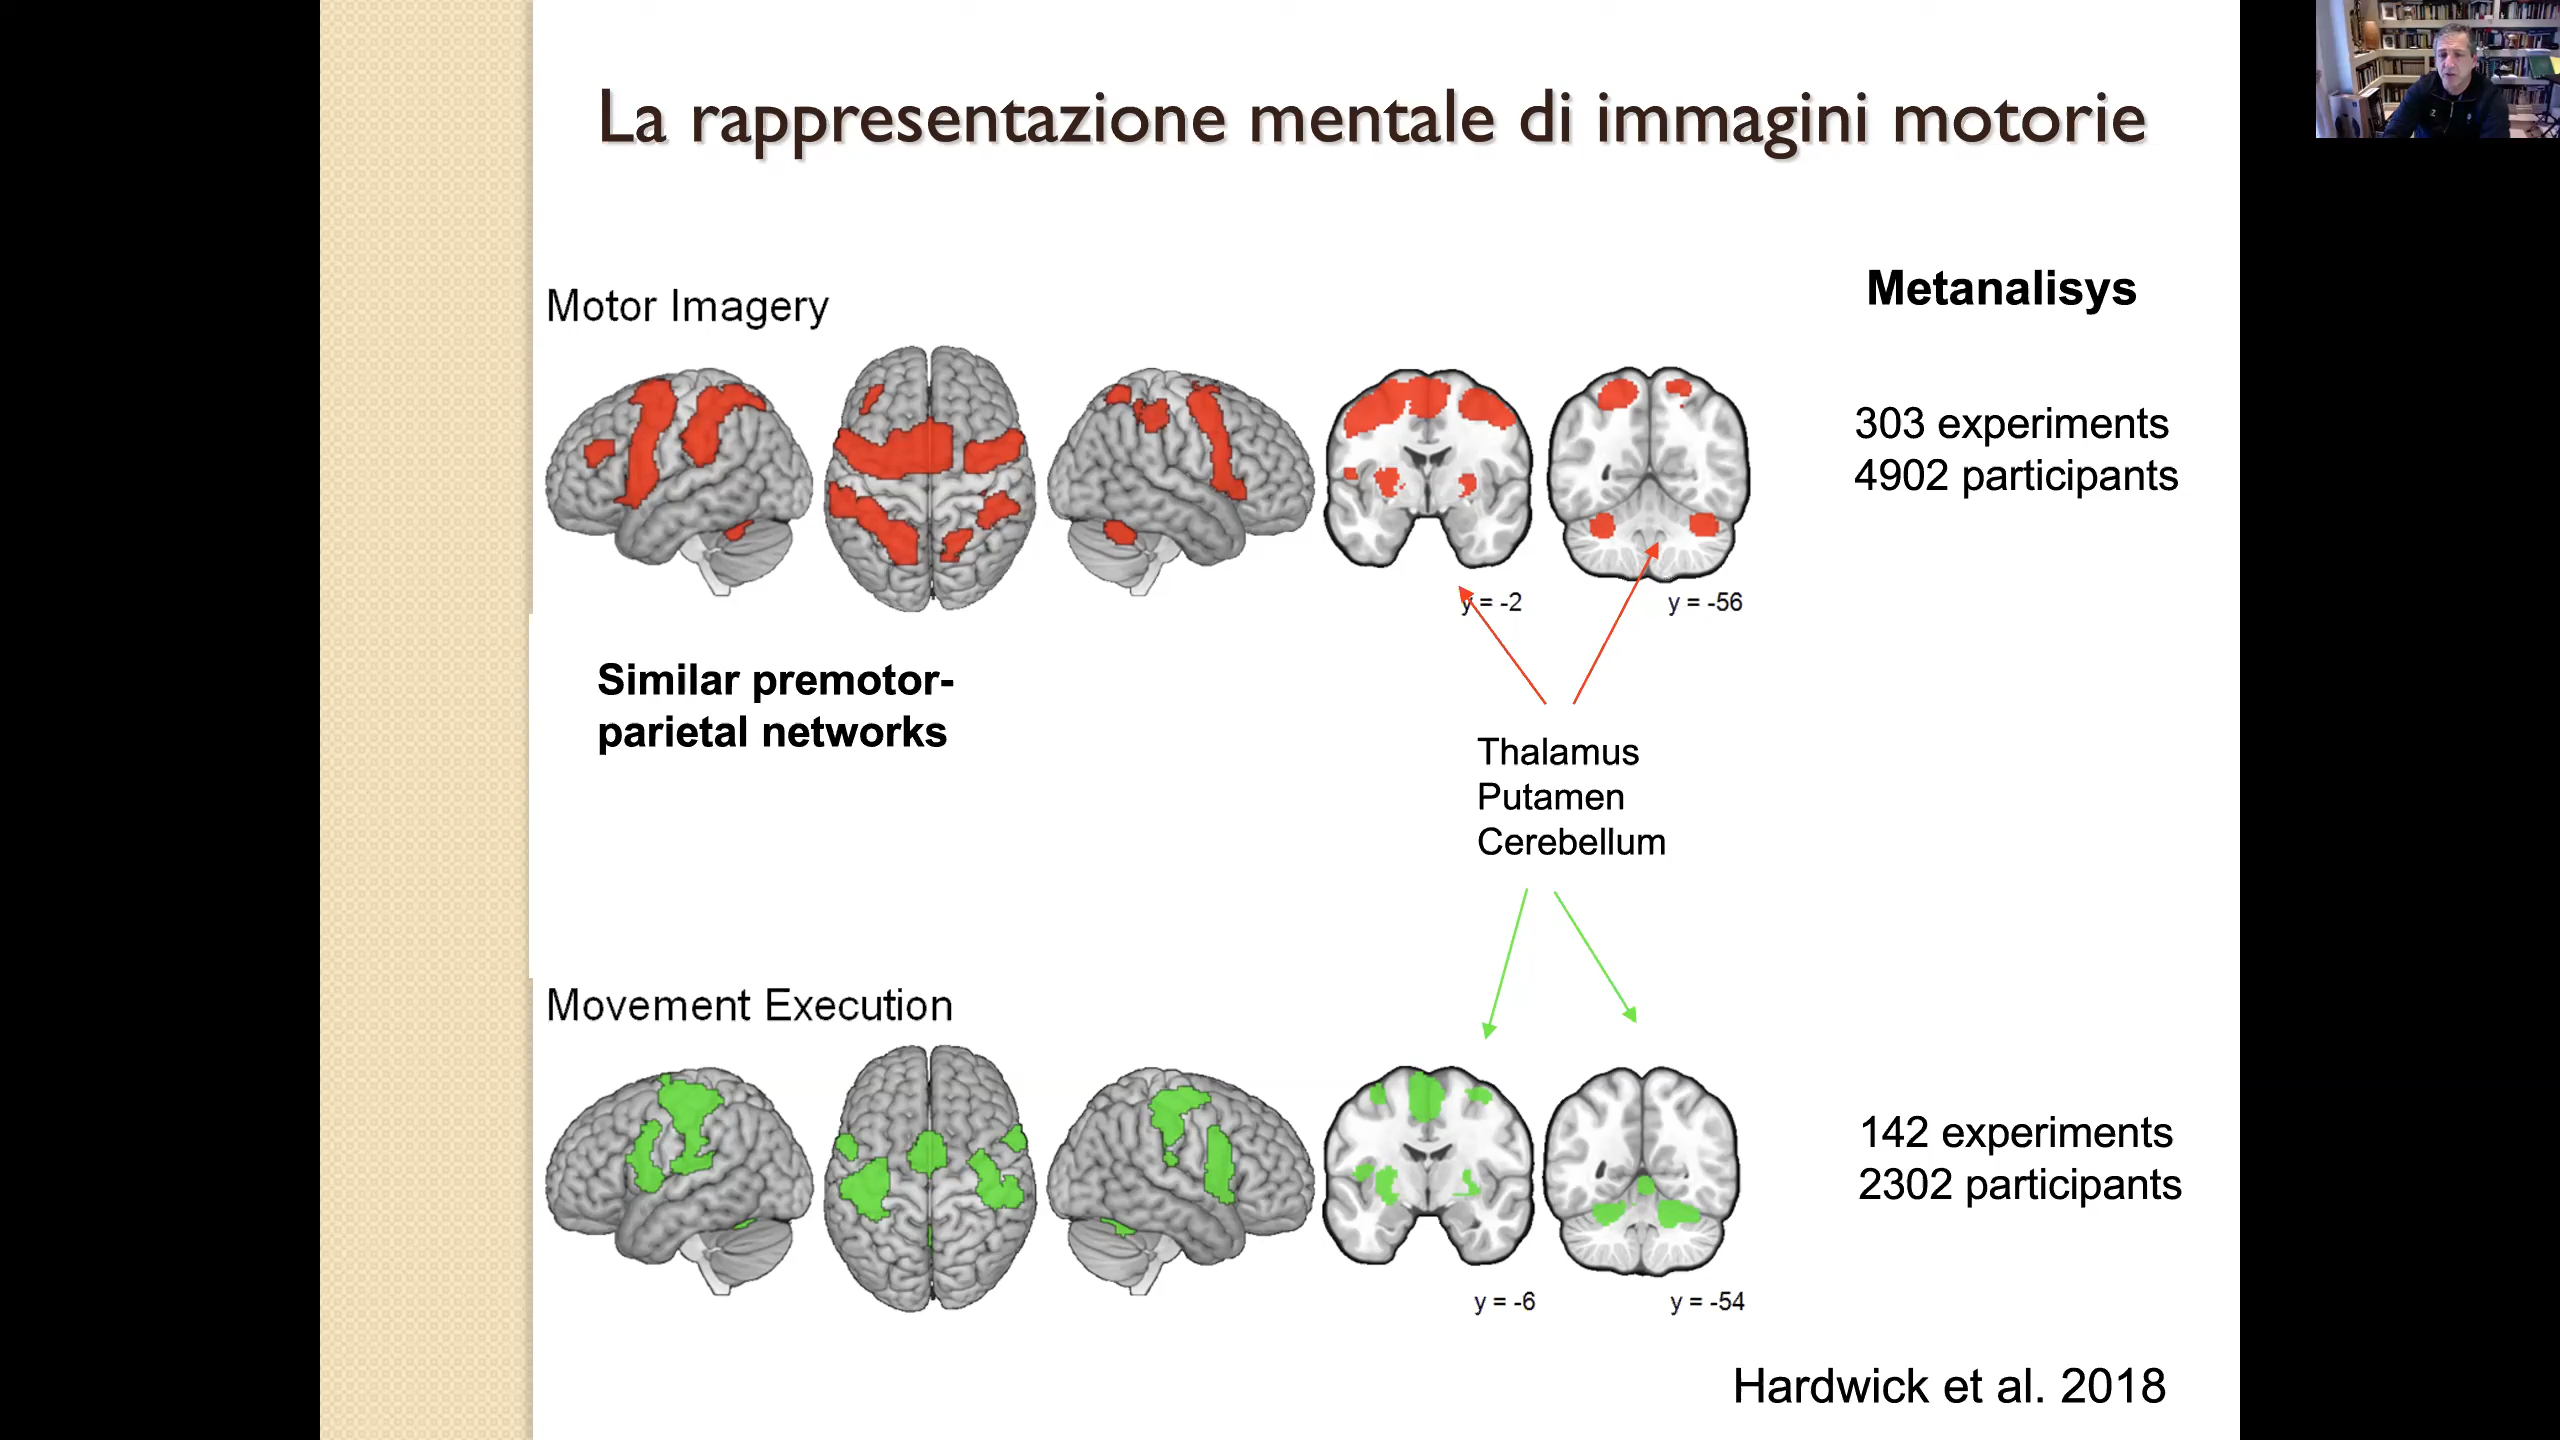 La rappresentazione mentale di immagini motorie
Motor Imagery
Metanalisys
303 experiments
4902 participants
y = -2
y = -56
Similar premotor-
parietal networks
Thalamus
Putamen
Cerebellum
Movement Execution
142 experiments
2302 participants
y = -6
y = -54
Hardwick et al. 2018